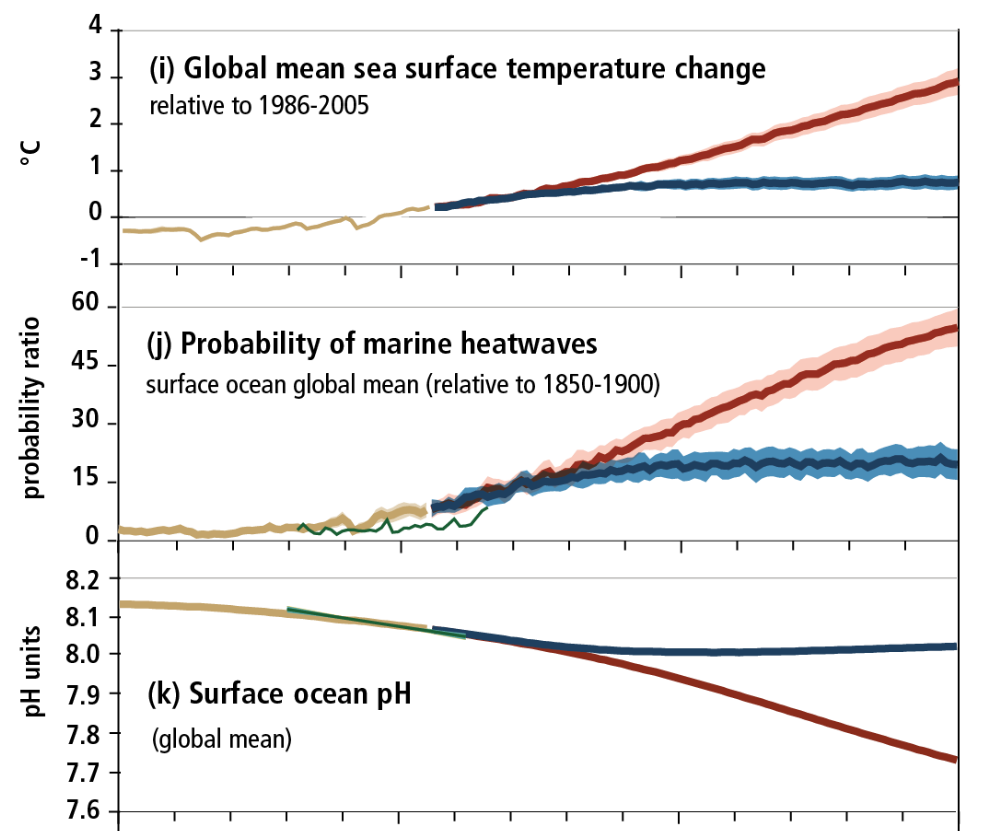 4
(i) Global mean sea surface temperature change
3
relative to 1986-2005
2
°C
1
0
-1
60
(j) Probability of marine heatwaves
45
surface ocean global mean (relative to 1850-1900)
probability ratio
30
15
0
8.2
8.1
8.0
pH units
7.9
(k) Surface ocean pH
7.8
(global mean)
7.7
7.6